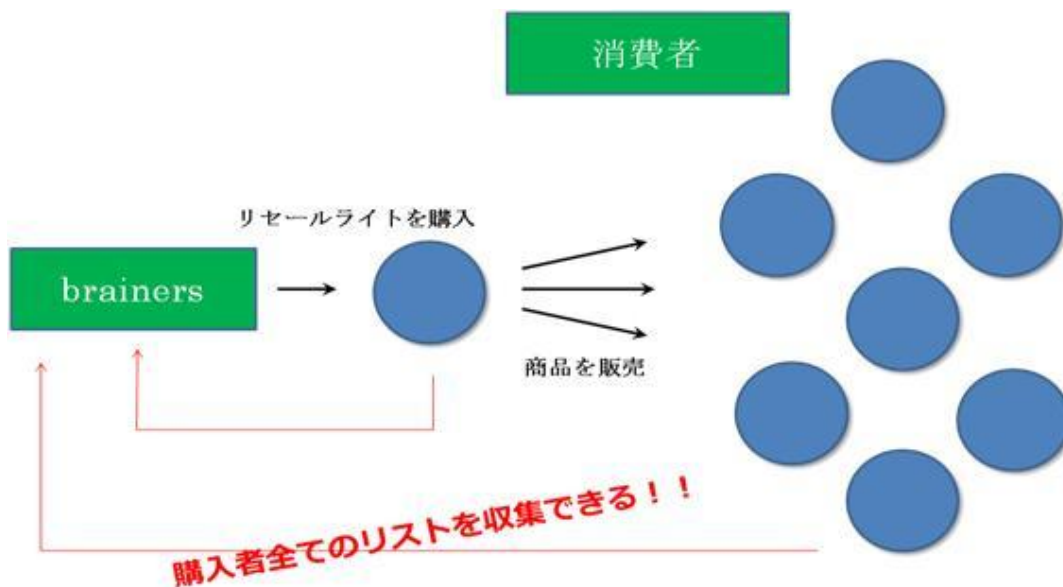 消費者
リセールライトを購入
brainers
商品を販売
購入者全てのリストを収集できる！！